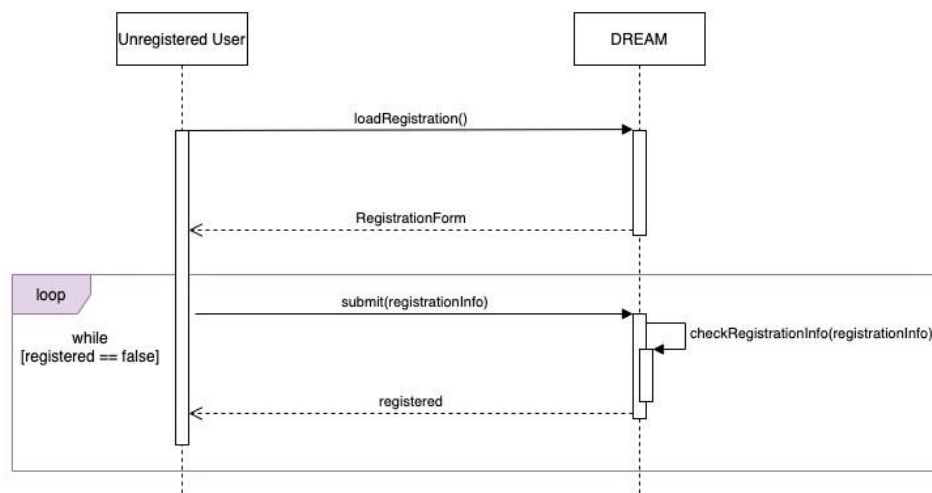 Unregistered User
DREAM
loadRegistration()
RegistrationForm
loop
submit(registrationInfo)
while
[registered == false]
checkRegistrationInfo(registrationInfo)
registered